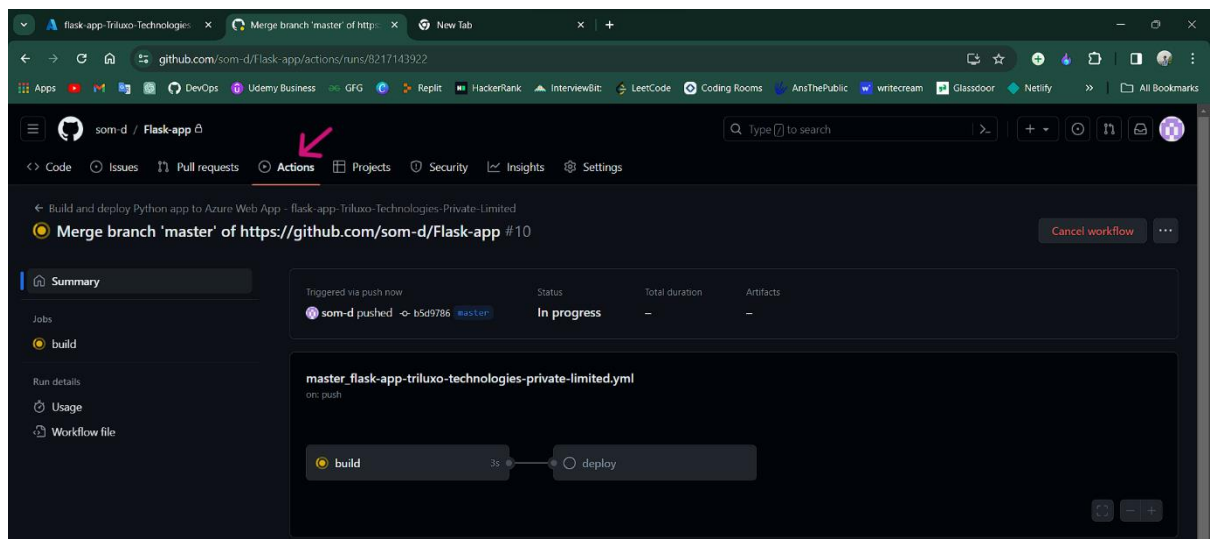 flask-app-Triluxo-Technologies
Merge branch 'master' of https:
New Tab
github.com/som-d/Flask-app/actions/runs/8217143922
Apps
DevOps
Udemy Business
GFG
Replit
HackerRank
InterviewBit:
LeetCode
Coding Rooms
AnsThePublic
writecream
Glassdoor
Netlify
»
All Bookmarks
som-d / Flask-app
Type / to search
Code
Issues
Pull requests
Actions
Projects
Security
Insights
Settings
← Build and deploy Python app to Azure Web App - flask-app-Triluxo-Technologies-Private-Limited
Merge branch 'master' of https://github.com/som-d/Flask-app #10
Cancel workflow
Summary
Jobs
build
Run details
Usage
Workflow file
Triggered via push now
Status
Total duration
Artifacts
som-d pushed b5d9786 master
In progress
–
–
master_flask-app-triluxo-technologies-private-limited.yml
on: push
build
3s
deploy